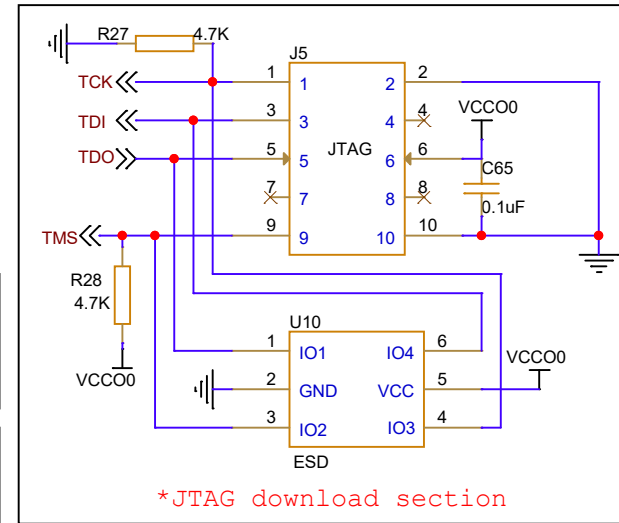 R27 4.7K
J5
TCK 1 1 2 2
VCCO0
TDI 3 3 4 4
JTAG
TDO 5 5 6 6
C65
7 7 8 8
0.1uF
TMS 9 9 10 10
R28
4.7K
U10
1 IO1 IO4 6
VCCO0
VCCO0
2 GND VCC 5
3 IO2 IO3 4
ESD
*JTAG download section